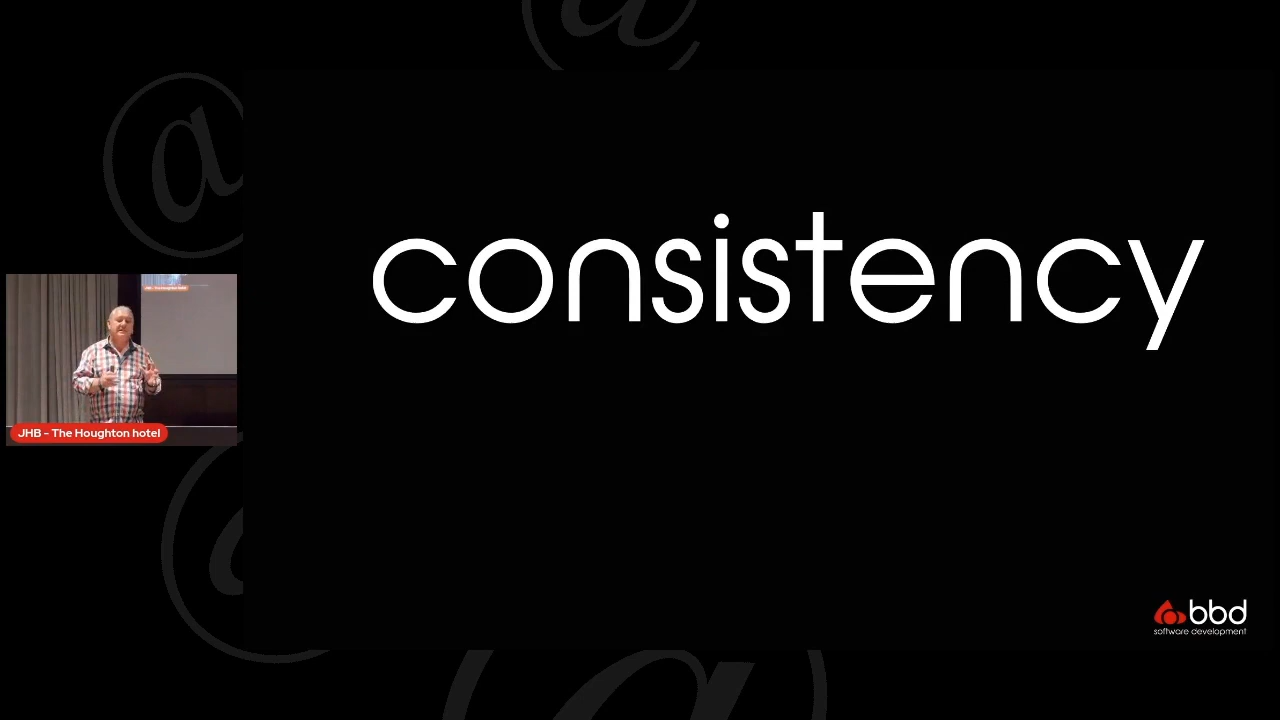 consistency
JHB - The Houghton hotel
bbd
software development